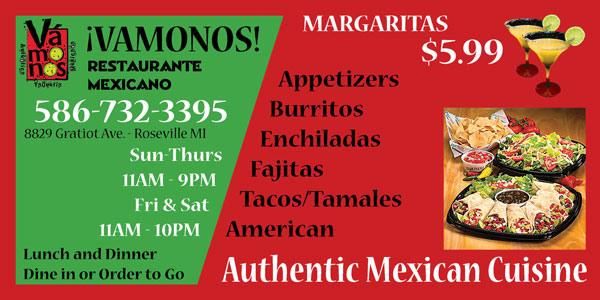 Vámonos
¡VAMONOS!
RESTAURANTE
MEXICANO
586-732-3395
8829 Gratiot Ave. - Roseville MI
Sun-Thurs
11AM - 9PM
Fri & Sat
11AM - 10PM
Lunch and Dinner
Dine in or Order to Go
MARGARITAS
$5.99
Appetizers
Burritos
Enchiladas
Fajitas
Tacos/Tamales
American
Authentic Mexican Cuisine